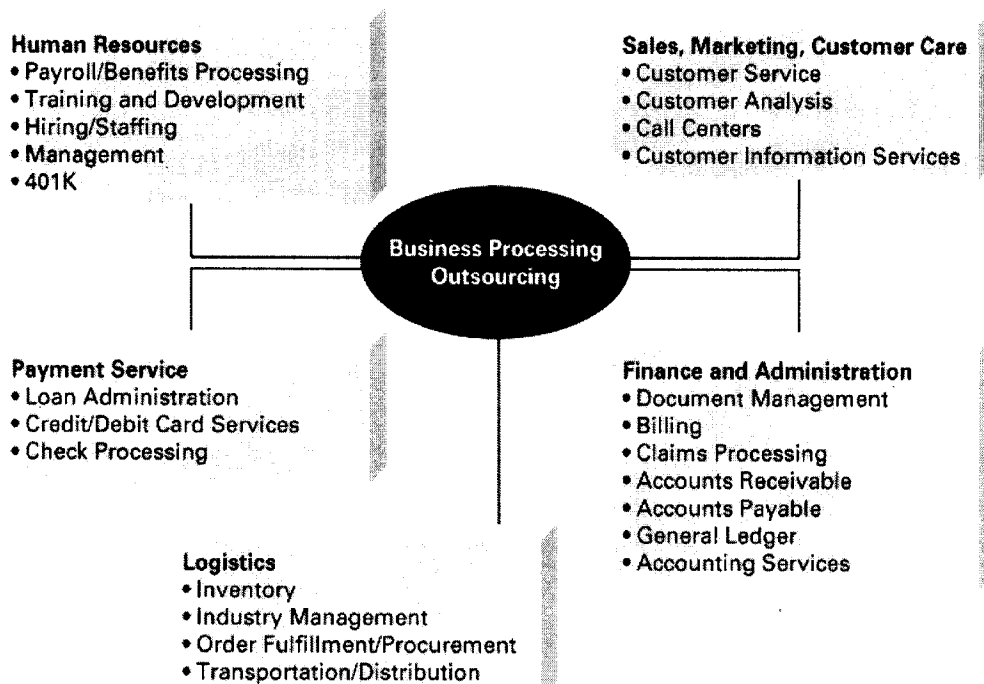 Human Resources
• Payroll/Benefits Processing
• Training and Development
• Hiring/Staffing
• Management
• 401K
Sales, Marketing, Customer Care
• Customer Service
• Customer Analysis
• Call Centers
• Customer Information Services
Business Processing
Outsourcing
Payment Service
• Loan Administration
• Credit/Debit Card Services
• Check Processing
Finance and Administration
• Document Management
• Billing
• Claims Processing
• Accounts Receivable
• Accounts Payable
• General Ledger
• Accounting Services
Logistics
• Inventory
• Industry Management
• Order Fulfillment/Procurement
• Transportation/Distribution